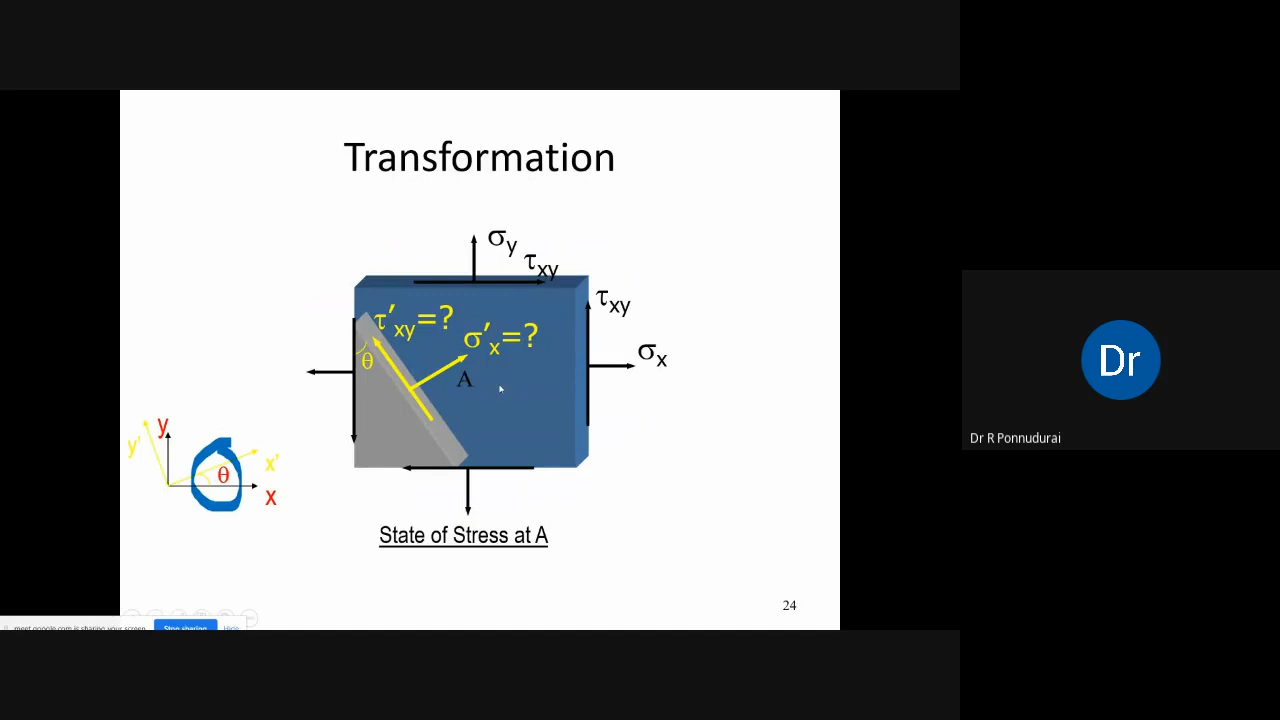 Transformation
σy
τxy
τxy
τ′xy=?
σ′x=?
σx
θ
A
y
y'
x'
θ
x
State of Stress at A
24
meet.google.com is sharing your screen. Stop sharing Hide
Dr
Dr R Ponnudurai